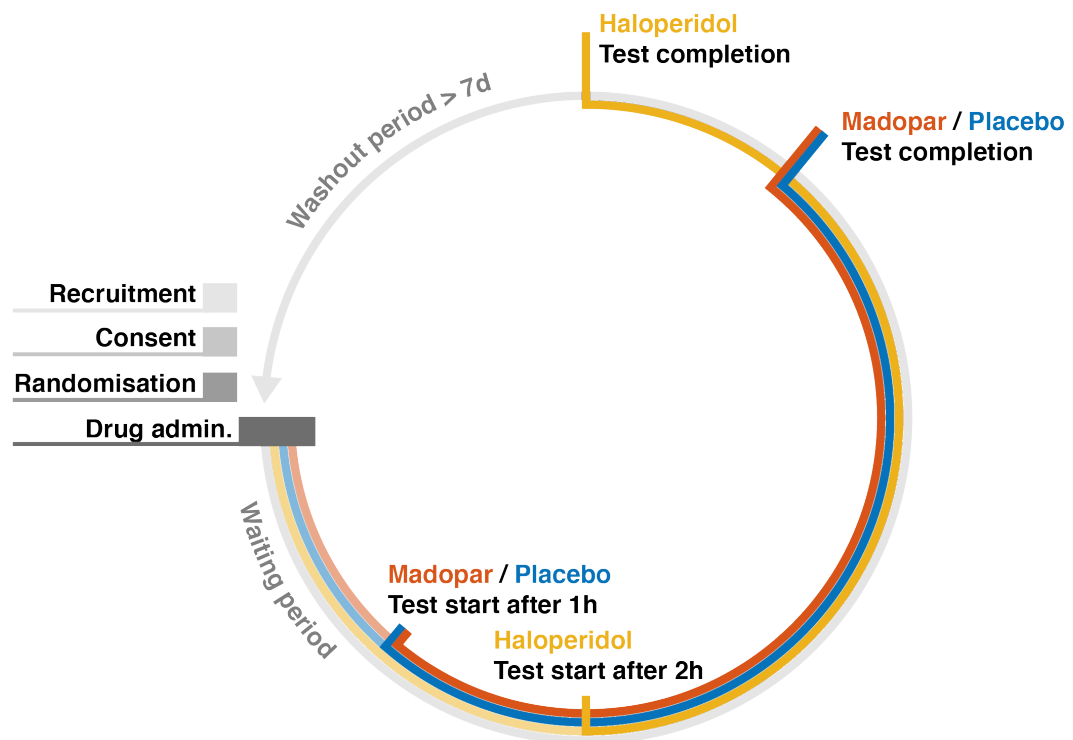 Haloperidol
Test completion
Madopar / Placebo
Test completion
Washout period > 7d
Recruitment
Consent
Randomisation
Drug admin.
Waiting period
Madopar / Placebo
Test start after 1h
Haloperidol
Test start after 2h